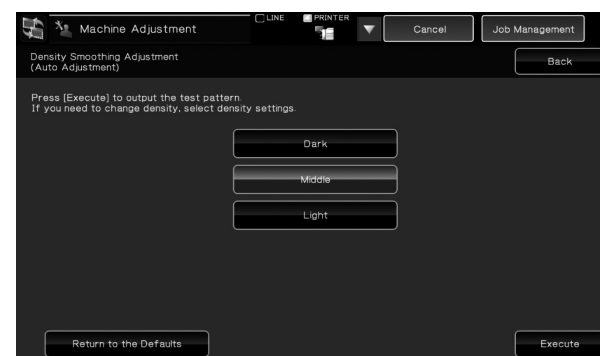 Machine Adjustment
LINE
PRINTER
Cancel
Job Management
Density Smoothing Adjustment
(Auto Adjustment)
Back
Press [Execute] to output the test pattern.
If you need to change density, select density settings.
Dark
Middle
Light
Return to the Defaults
Execute